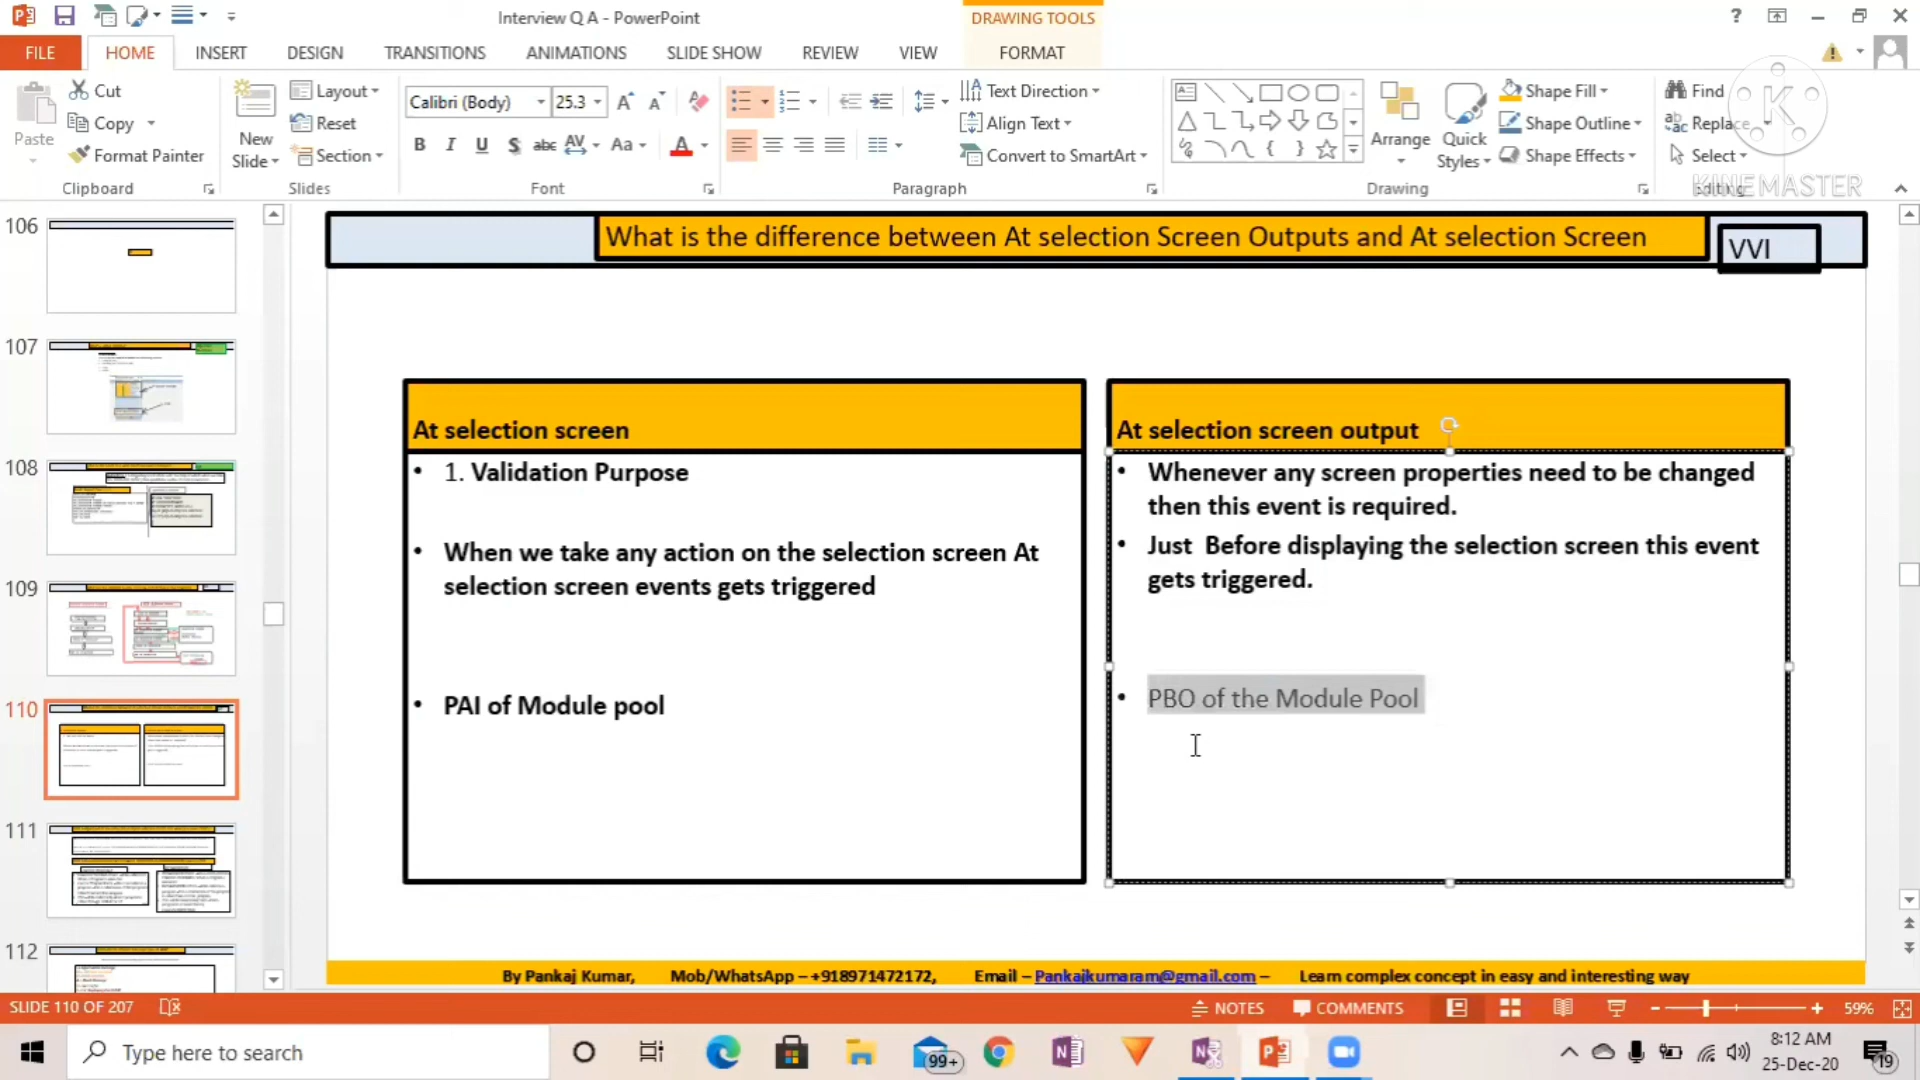 Interview Q A - PowerPoint
DRAWING TOOLS
FILE
HOME
INSERT
DESIGN
TRANSITIONS
ANIMATIONS
SLIDE SHOW
REVIEW
VIEW
FORMAT
Paste
Cut
Copy
Format Painter
Clipboard
New
Slide
Layout
Reset
Section
Slides
Calibri (Body)
25.3
Font
Paragraph
Text Direction
Align Text
Convert to SmartArt
Arrange
Quick
Styles
Shape Fill
Shape Outline
Shape Effects
Drawing
Find
Replace
Select
Editing
KINEMASTER
106
107
108
109
110
111
112
What is the difference between At selection Screen Outputs and At selection Screen
VVI
At selection screen
• 1. Validation Purpose
• When we take any action on the selection screen At
selection screen events gets triggered
• PAI of Module pool
At selection screen output
• Whenever any screen properties need to be changed
then this event is required.
• Just Before displaying the selection screen this event
gets triggered.
• PBO of the Module Pool
By Pankaj Kumar, Mob/WhatsApp – +918971472172, Email – Pankajkumaram@gmail.com – Learn complex concept in easy and interesting way
SLIDE 110 OF 207
NOTES
COMMENTS
59%
Type here to search
99+
8:12 AM
25-Dec-20
19